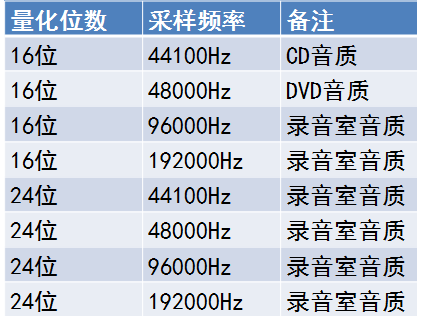 量化位数 采样频率 备注
16位 44100Hz CD音质
16位 48000Hz DVD音质
16位 96000Hz 录音室音质
16位 192000Hz 录音室音质
24位 44100Hz 录音室音质
24位 48000Hz 录音室音质
24位 96000Hz 录音室音质
24位 192000Hz 录音室音质